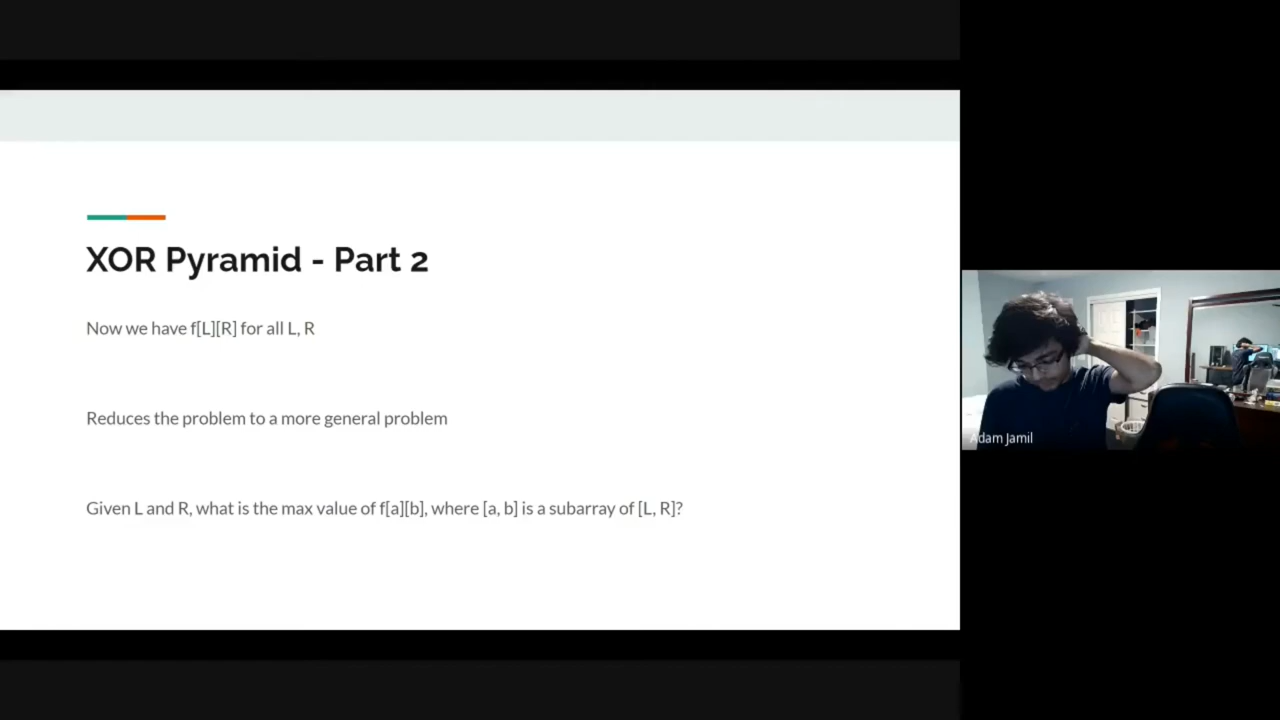 XOR Pyramid - Part 2
Now we have f[L][R] for all L, R
Reduces the problem to a more general problem
Given L and R, what is the max value of f[a][b], where [a, b] is a subarray of [L, R]?
Adam Jamil